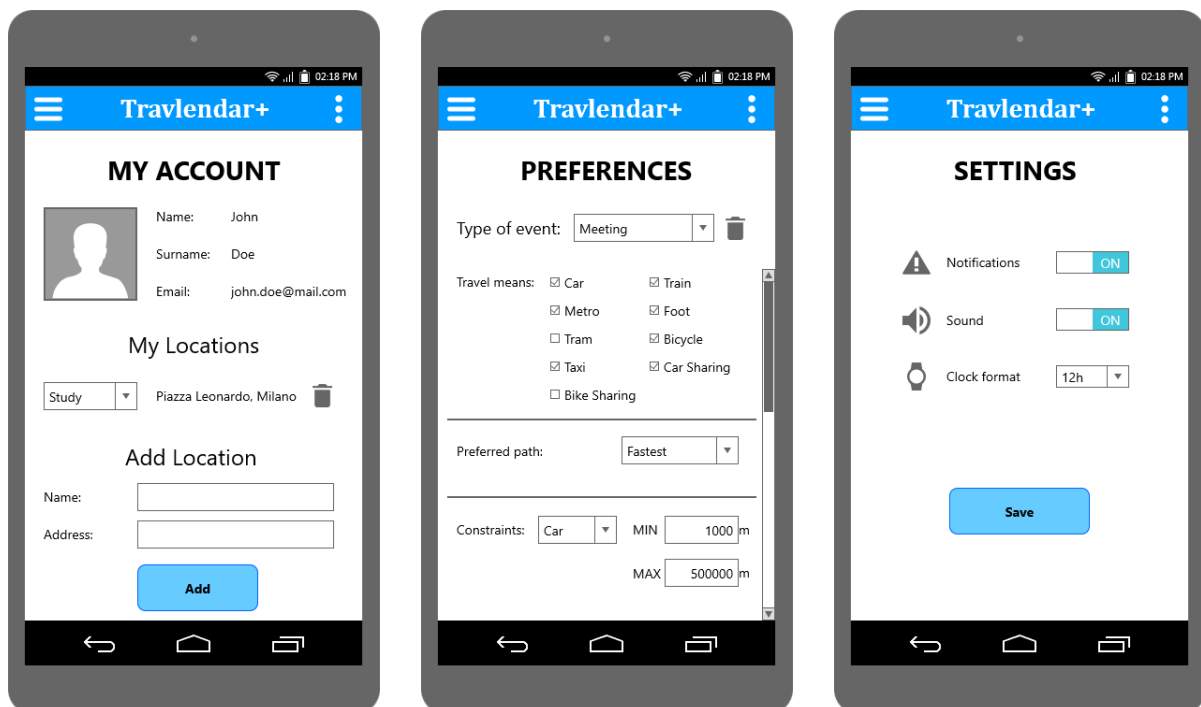 02:18 PM
Travlendar+
MY ACCOUNT
Name: John
Surname: Doe
Email: john.doe@mail.com
My Locations
Study Piazza Leonardo, Milano
Add Location
Name:
Address:
Add
02:18 PM
Travlendar+
PREFERENCES
Type of event: Meeting
Travel means: Car Train
Metro Foot
Tram Bicycle
Taxi Car Sharing
Bike Sharing
Preferred path: Fastest
Constraints: Car MIN 1000 m
MAX 500000 m
02:18 PM
Travlendar+
SETTINGS
Notifications ON
Sound ON
Clock format 12h
Save